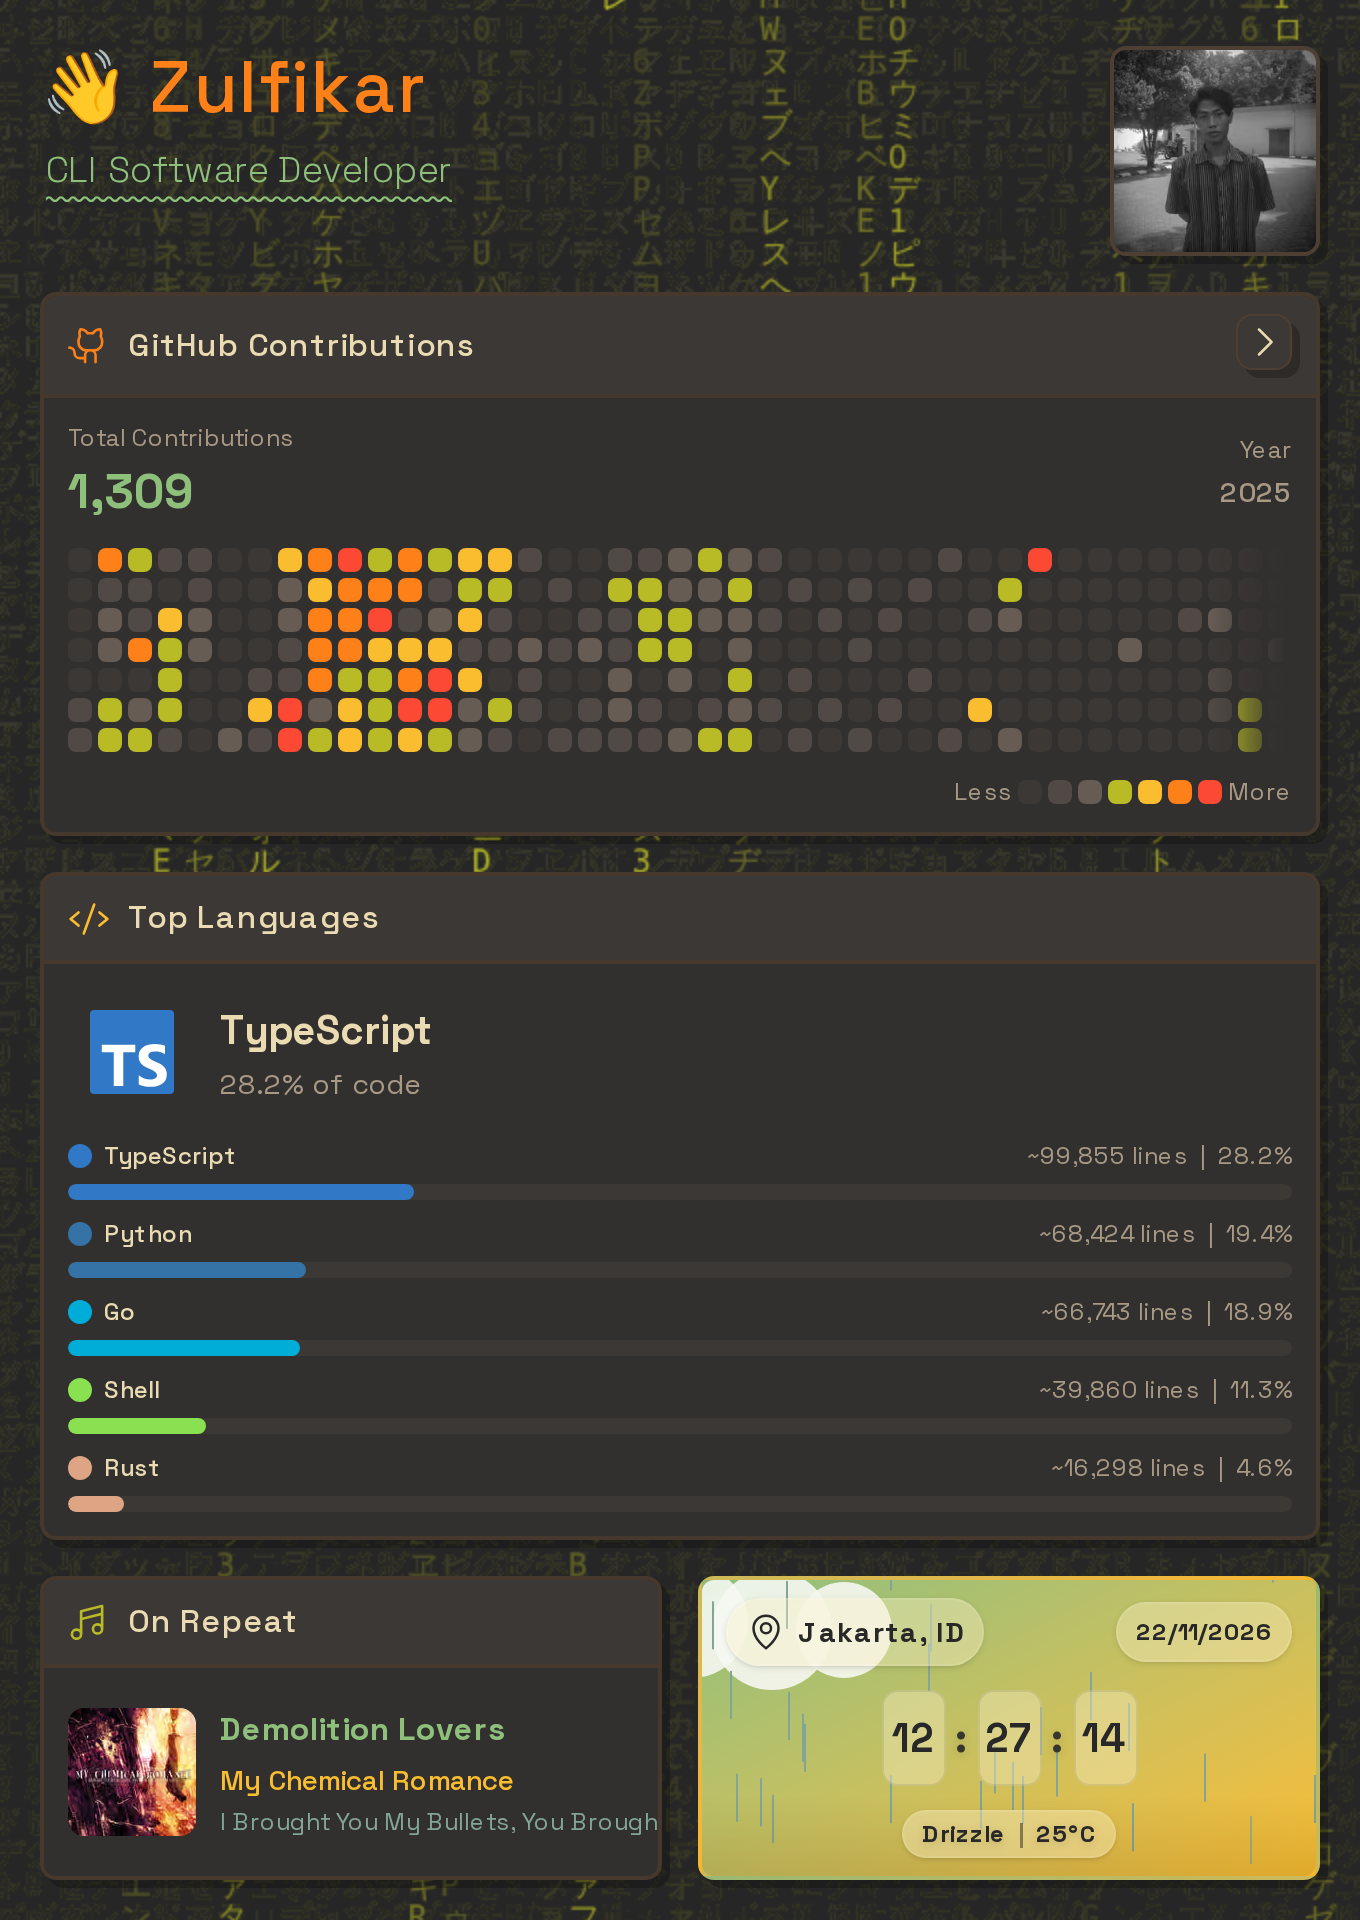 👋 Zulfikar
CLI Software Developer
GitHub Contributions
Total Contributions
1,309
Year
2025
Less
More
Top Languages
TS
TypeScript
28.2% of code
TypeScript
~99,855 lines | 28.2%
Python
~68,424 lines | 19.4%
Go
~66,743 lines | 18.9%
Shell
~39,860 lines | 11.3%
Rust
~16,298 lines | 4.6%
On Repeat
MY CHEMICAL ROMANCE
Demolition Lovers
My Chemical Romance
I Brought You My Bullets, You Brough
Jakarta, ID
22/11/2026
12 : 27 : 14
Drizzle | 25°C